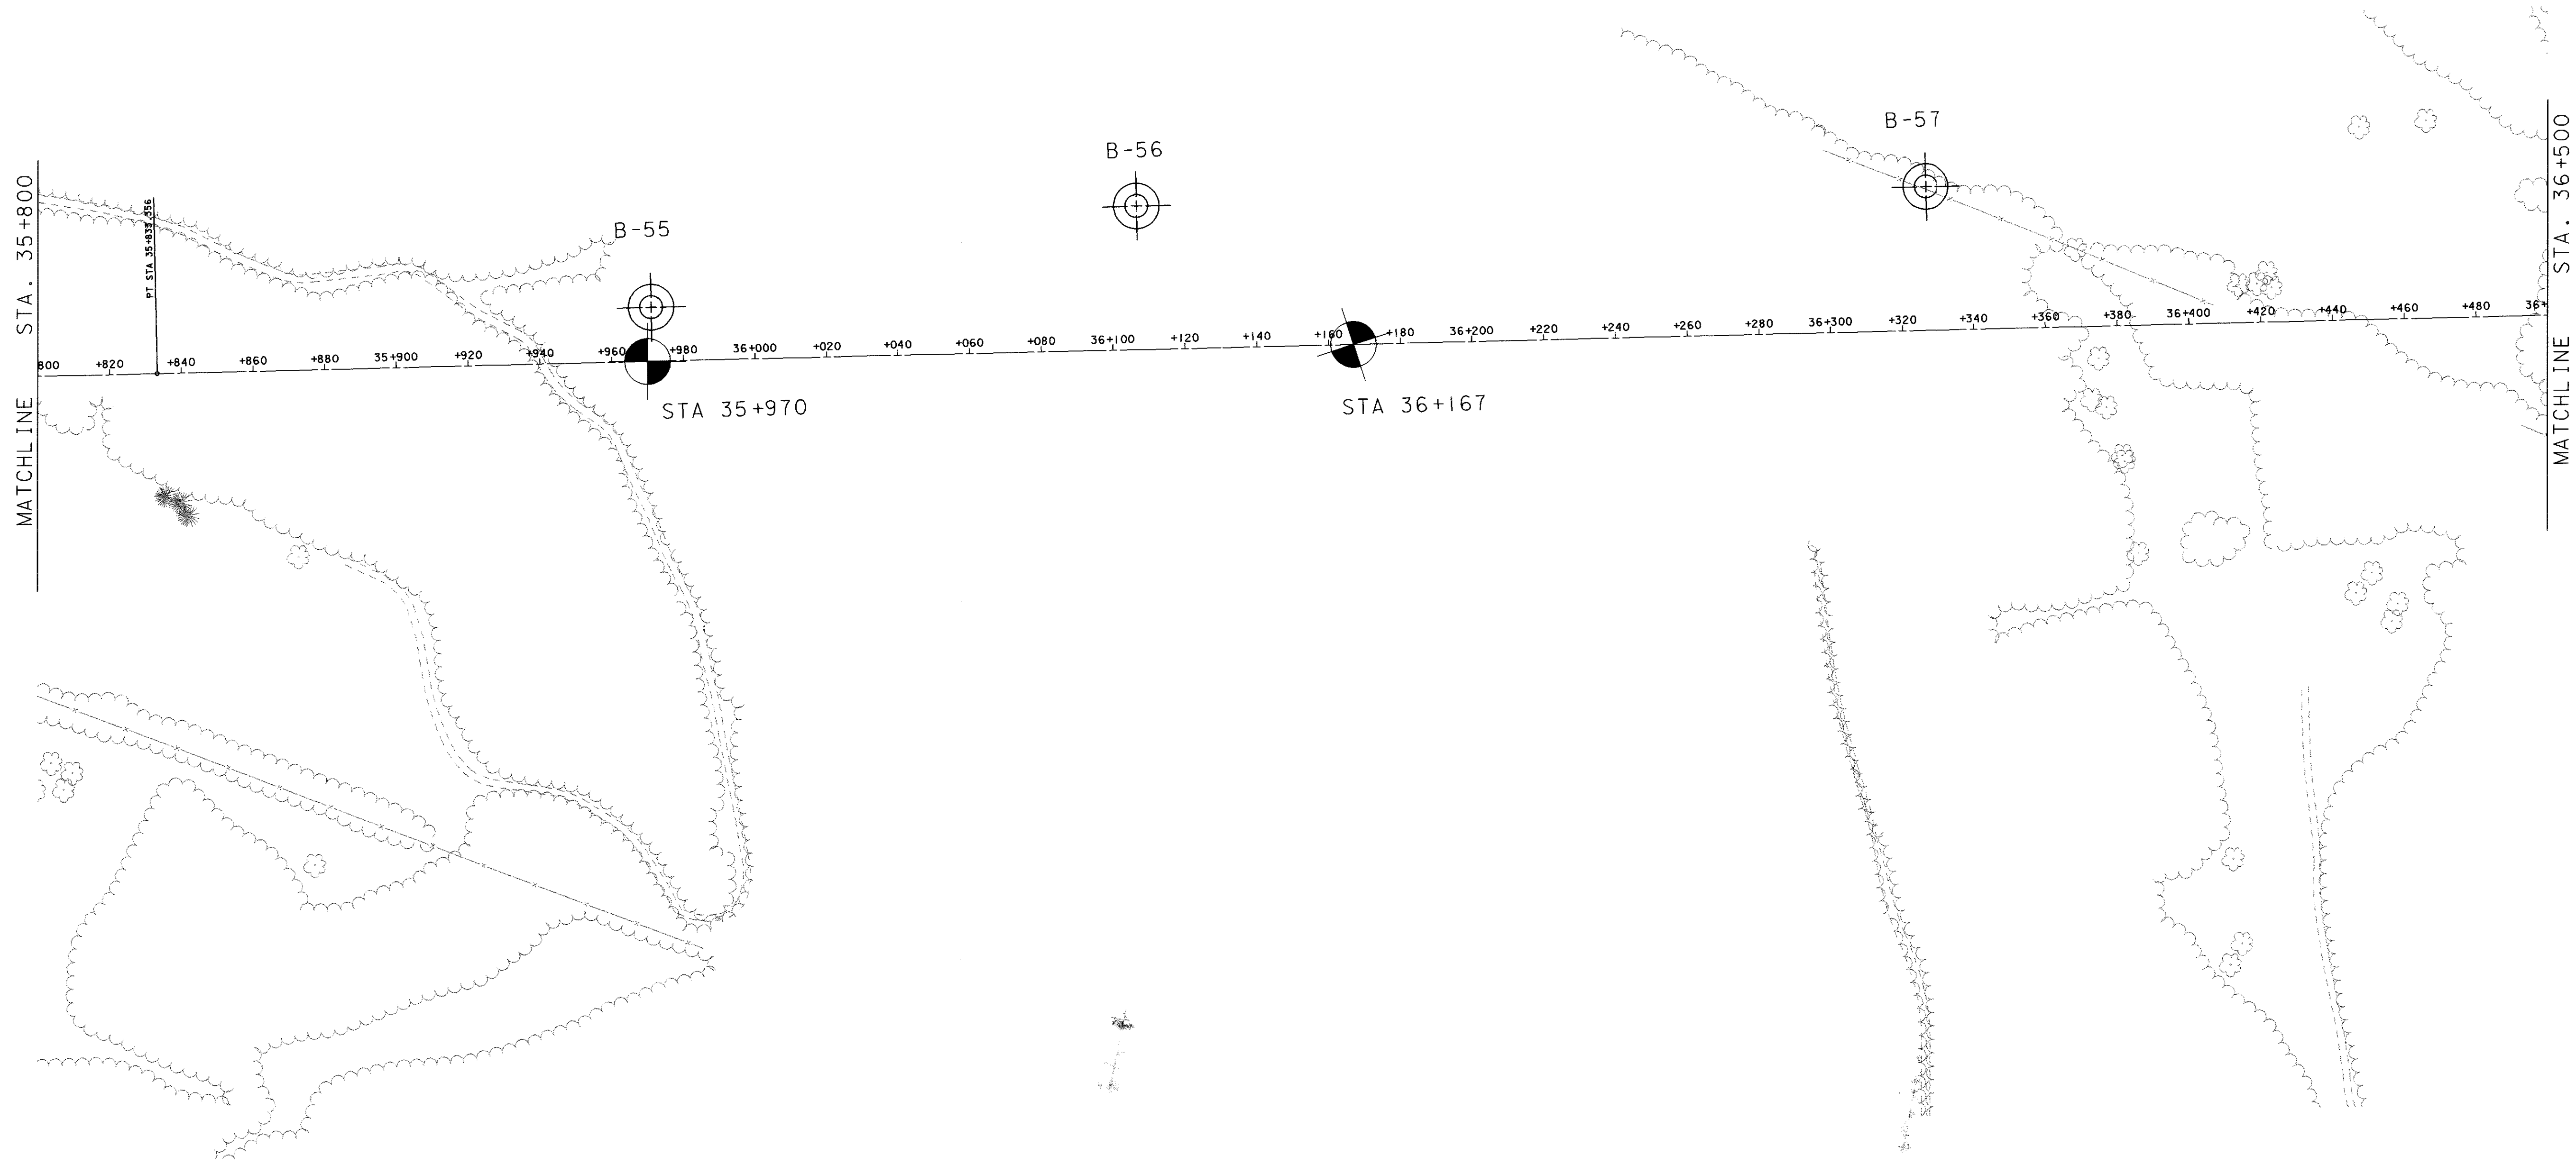 MATCHLINE STA. 35+800
B-55
B-56
B-57
MATCHLINE STA. 36+500
800 +820 +840 +860 +880 35+900 +920 +940 +960 +980 36+000 +020 +040 +060 +080 36+100 +120 +140 +160 +180 36+200 +220 +240 +260 +280 36+300 +320 +340 +360 +380 36+400 +420 +440 +460 +480 36+
PT STA
STA 35+970
STA 36+167